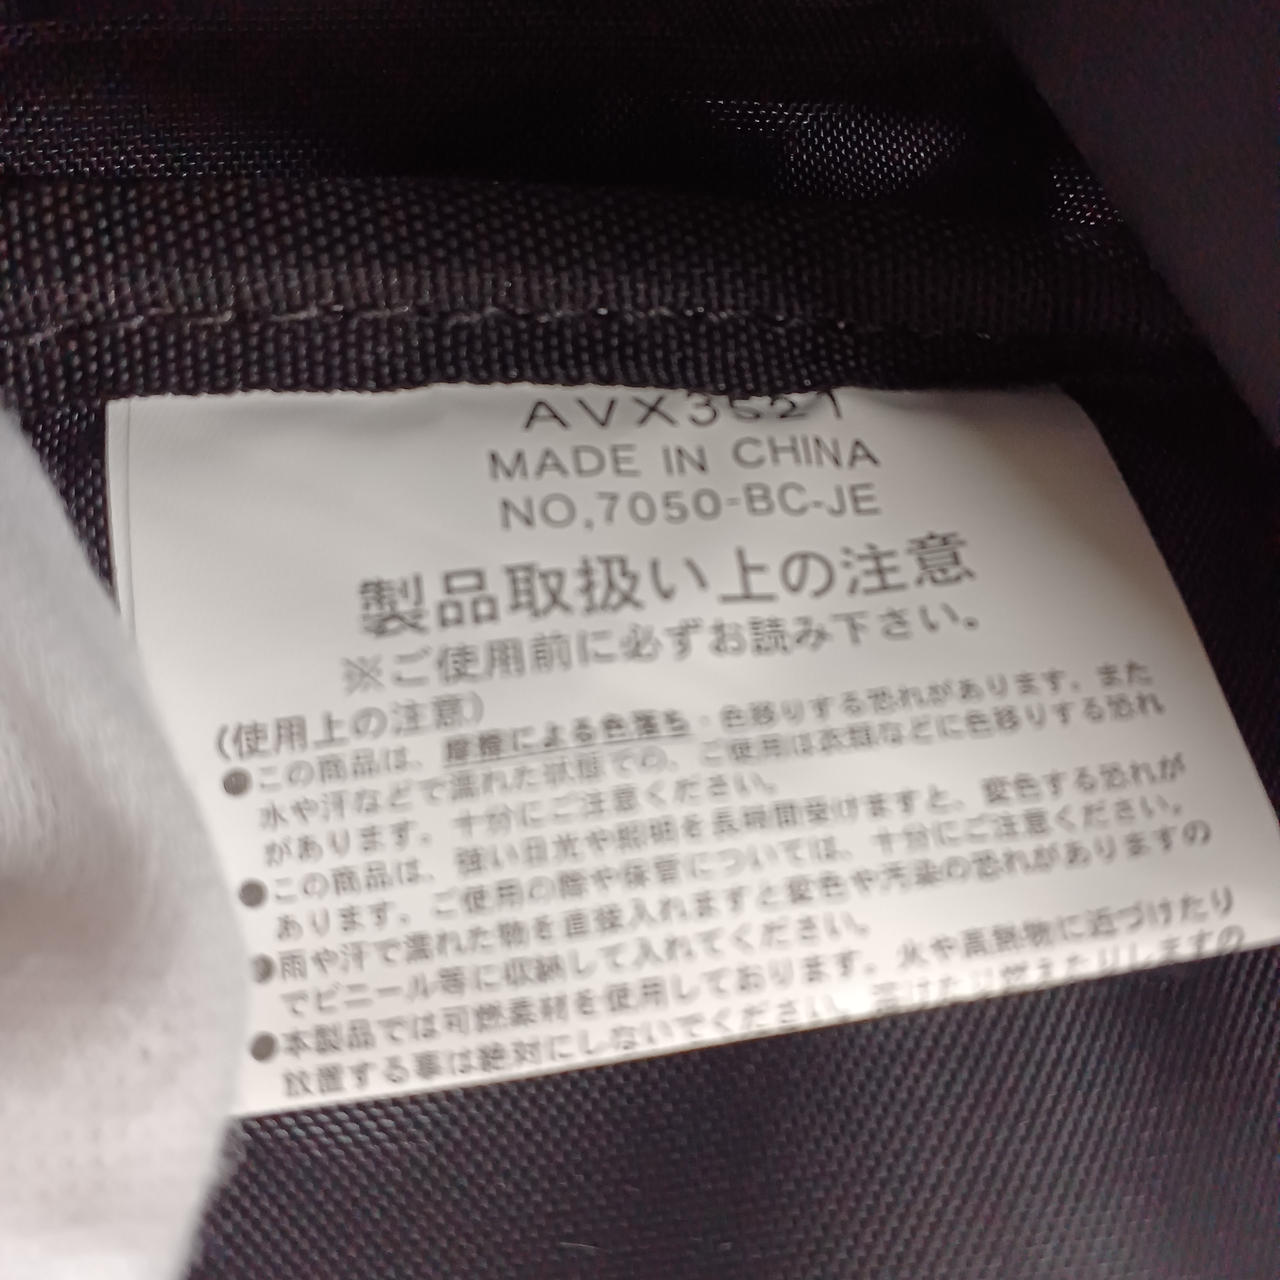 AVX3521
MADE IN CHINA
NO,7050-BC-JE
製品取扱い上の注意
※ご使用前に必ずお読み下さい。
(使用上の注意)
●この商品は、摩擦による色落ち・色移りする恐れがあります。また
水や汗などで濡れた状態での、ご使用は衣類などに色移りする恐れ
があります。十分にご注意ください。
●この商品は、強い日光や照明を長時間受けますと、変色する恐れが
あります。ご使用の際や保管については、十分にご注意ください。
●雨や汗で濡れた物を直接入れますと変色や汚染の恐れがありますの
でビニール等に収納して入れてください。
●本製品では可燃素材を使用しております。火や高熱物に近づけたり
放置する事は絶対にしないでください。溶けたり燃えたりしますの